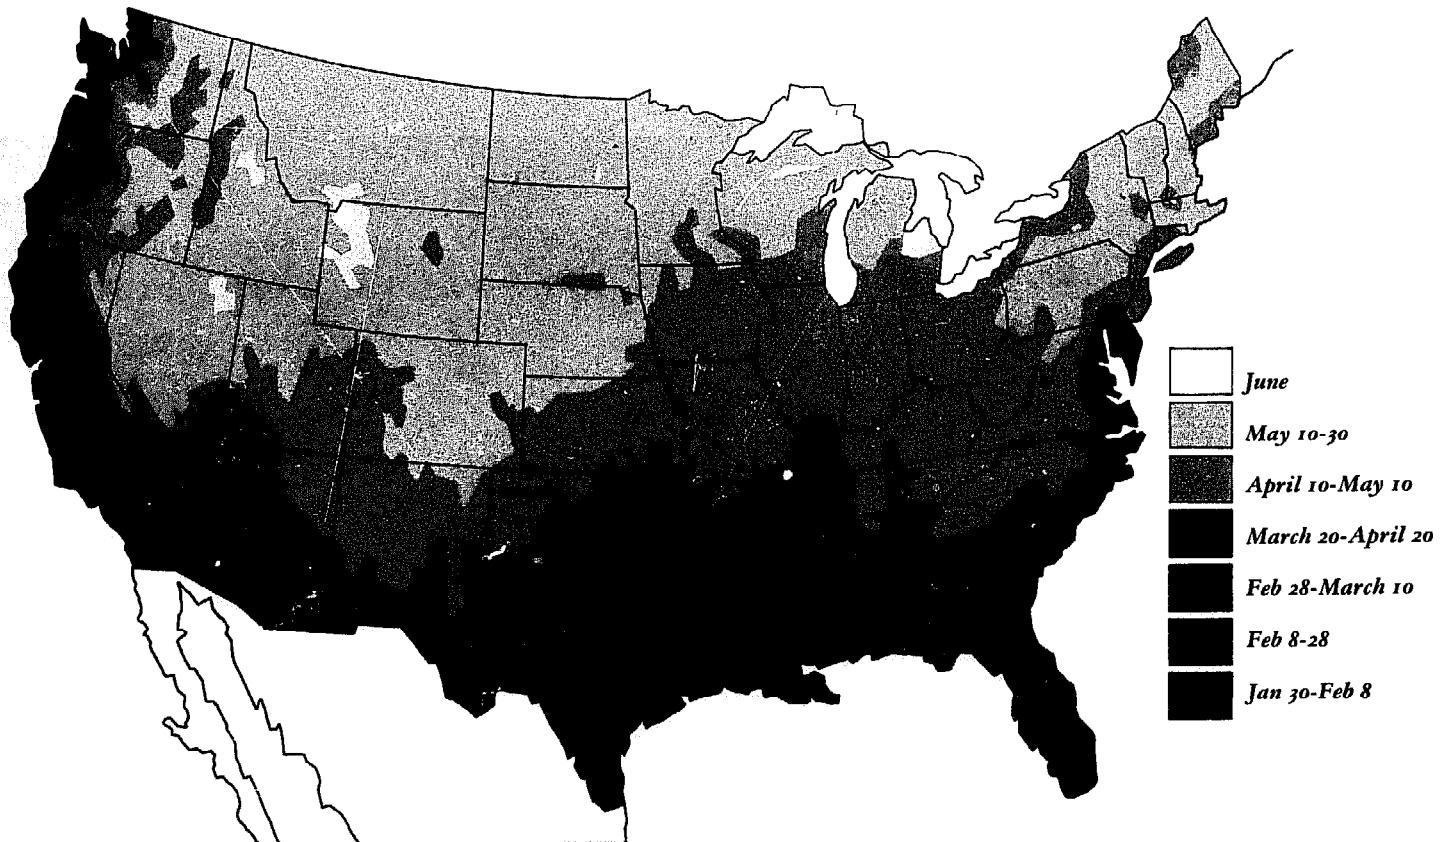 June
May 10-30
April 10-May 10
March 20-April 20
Feb 28-March 10
Feb 8-28
Jan 30-Feb 8